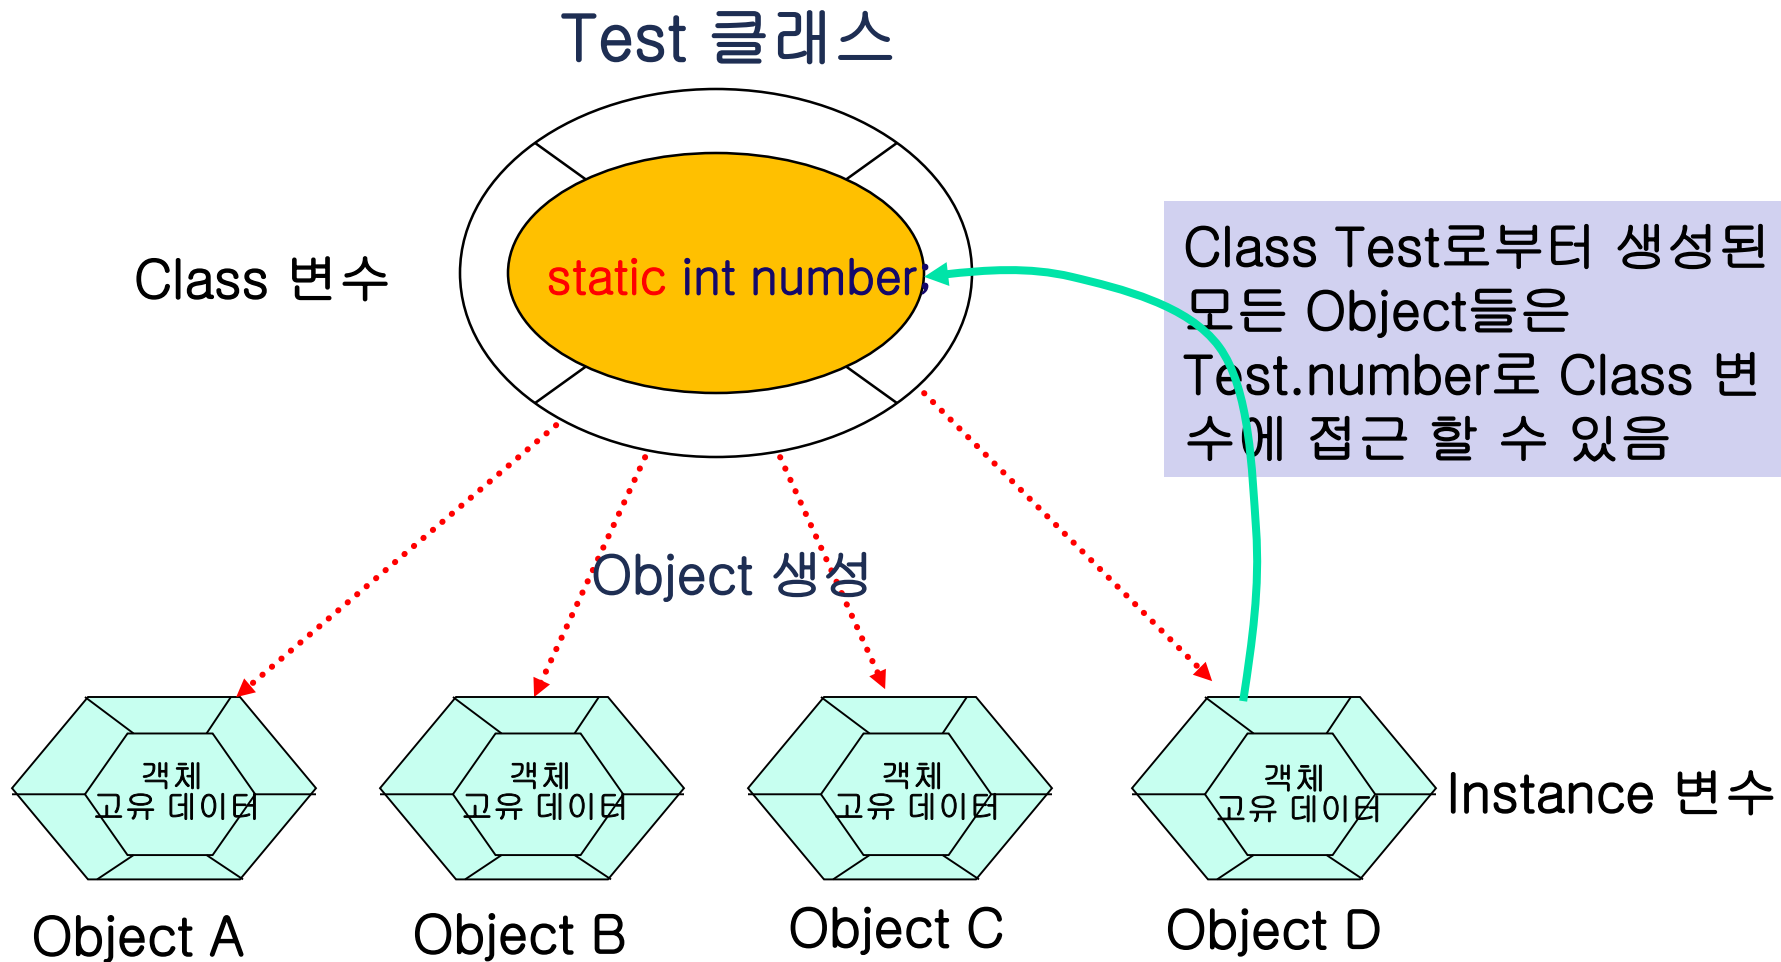 Test 클래스
Class 변수
static int number;
Class Test로부터 생성된
모든 Object들은
Test.number로 Class 변
수에 접근 할 수 있음
Object 생성
객체
고유 데이터
객체
고유 데이터
객체
고유 데이터
객체
고유 데이터
Instance 변수
Object A
Object B
Object C
Object D